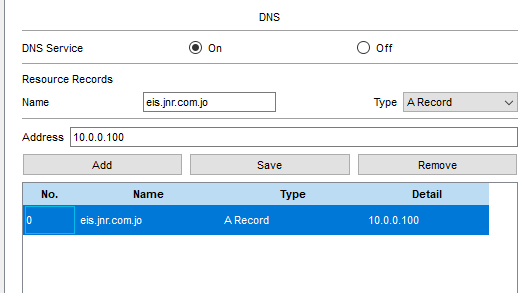 DNS
DNS Service On Off
Resource Records
Name eis.jnr.com.jo Type A Record
Address 10.0.0.100
Add Save Remove
No. Name Type Detail
0 eis.jnr.com.jo A Record 10.0.0.100